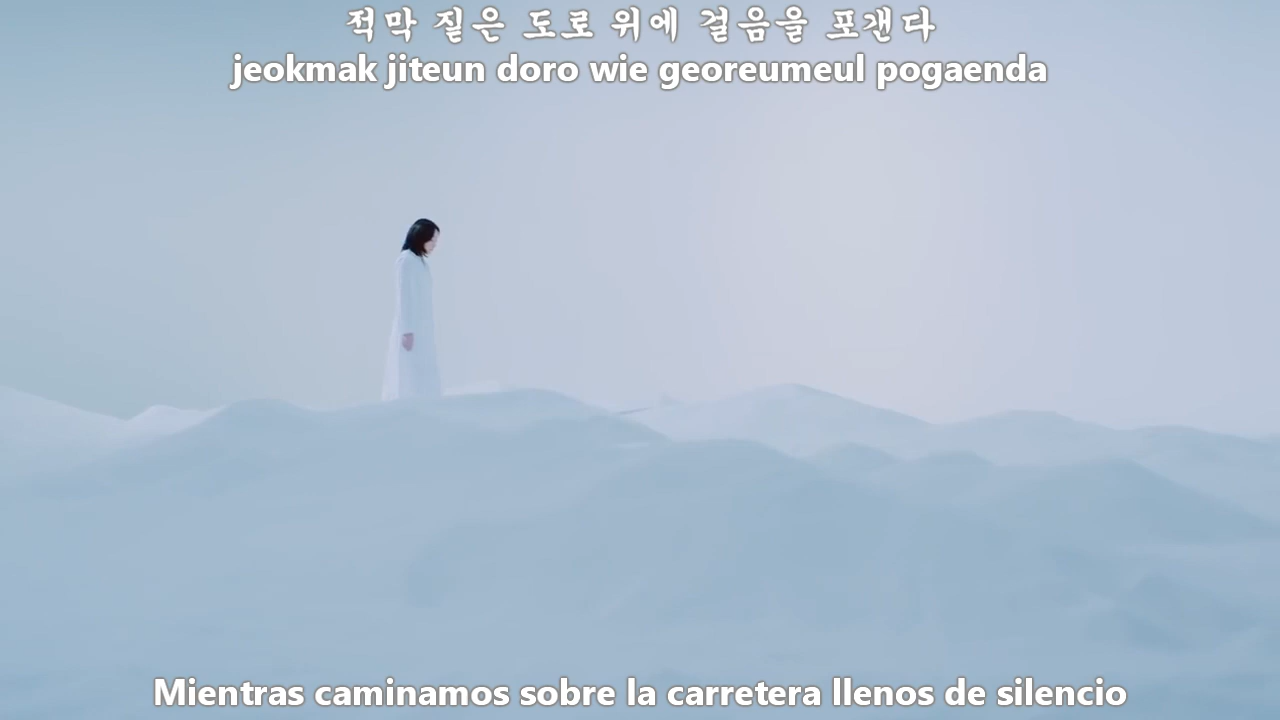 적막 짙은 도로 위에 걸음을 포갠다
jeokmak jiteun doro wie georeumeul pogaenda
Mientras caminamos sobre la carretera llenos de silencio